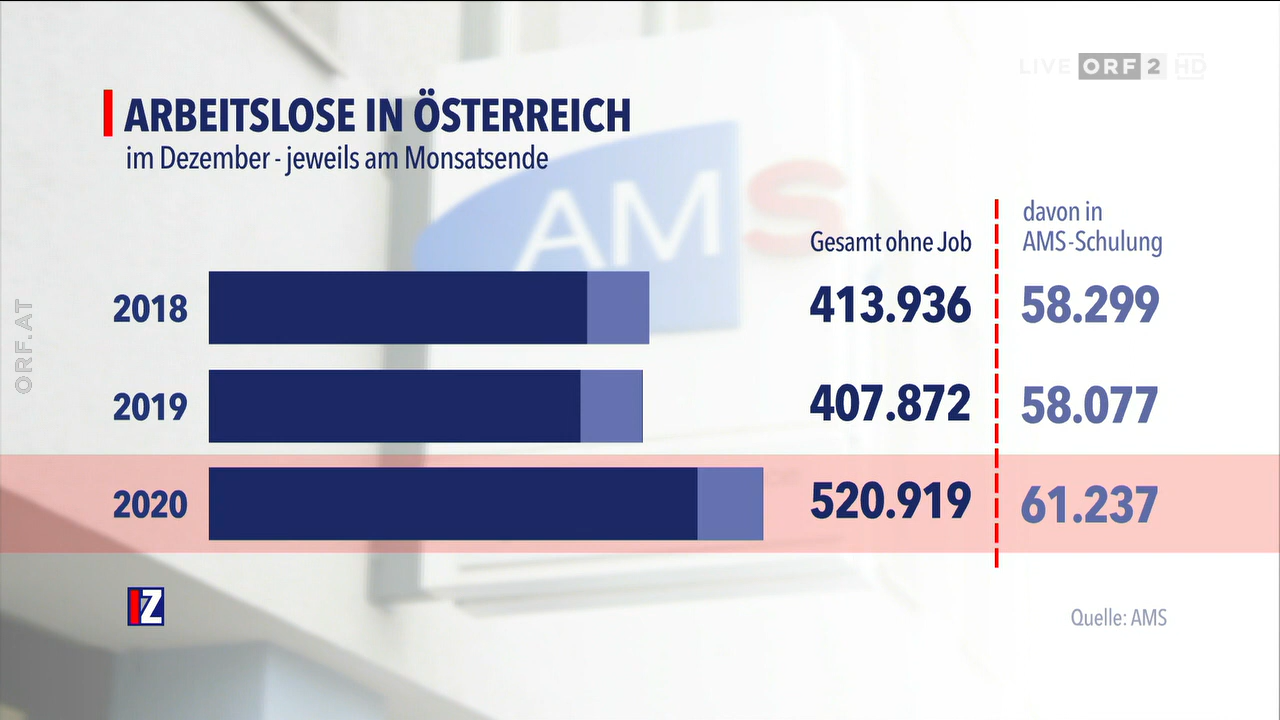 LIVE ORF 2 HD
ARBEITSLOSE IN ÖSTERREICH
im Dezember - jeweils am Monsatsende
AMS
Gesamt ohne Job
davon in
AMS-Schulung
2018 413.936 58.299
2019 407.872 58.077
2020 520.919 61.237
ORF.AT
IZ
Quelle: AMS